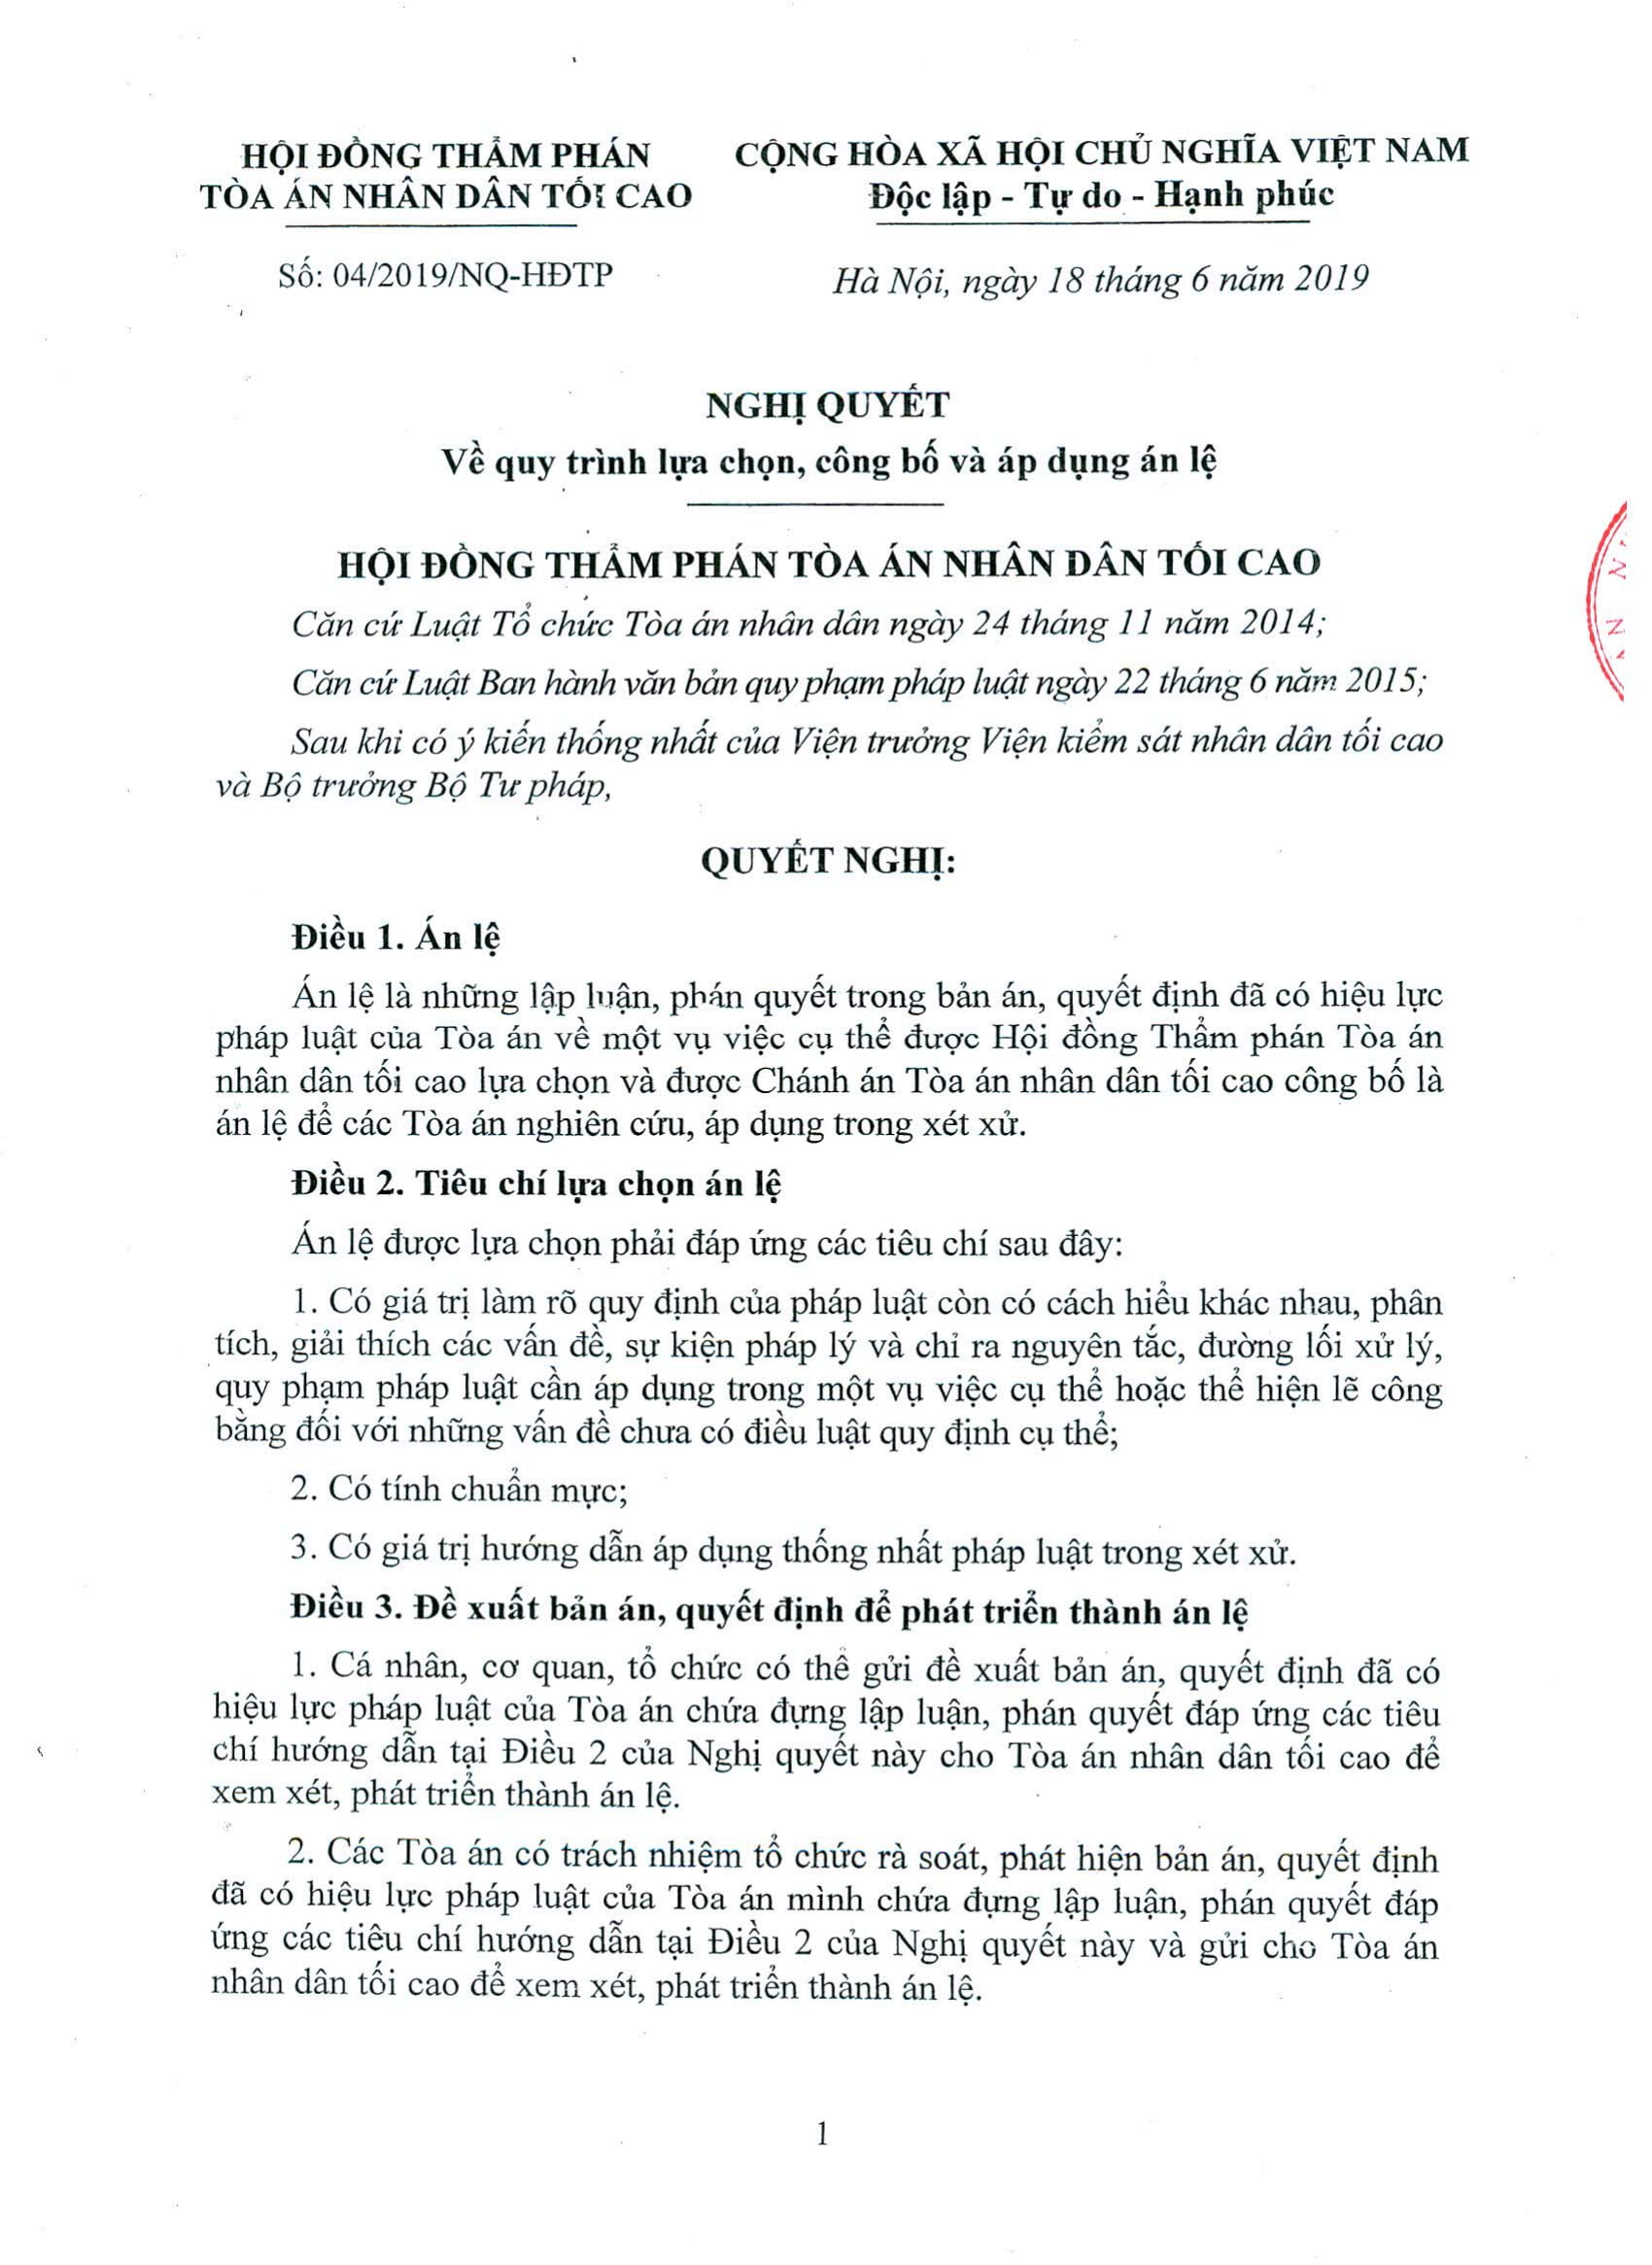 HỘI ĐỒNG THẨM PHÁN
TÒA ÁN NHÂN DÂN TỐI CAO
CỘNG HÒA XÃ HỘI CHỦ NGHĨA VIỆT NAM
Độc lập - Tự do - Hạnh phúc
Số: 04/2019/NQ-HĐTP
Hà Nội, ngày 18 tháng 6 năm 2019
NGHỊ QUYẾT
Về quy trình lựa chọn, công bố và áp dụng án lệ
HỘI ĐỒNG THẨM PHÁN TÒA ÁN NHÂN DÂN TỐI CAO
Căn cứ Luật Tổ chức Tòa án nhân dân ngày 24 tháng 11 năm 2014;
Căn cứ Luật Ban hành văn bản quy phạm pháp luật ngày 22 tháng 6 năm 2015;
Sau khi có ý kiến thống nhất của Viện trưởng Viện kiểm sát nhân dân tối cao
và Bộ trưởng Bộ Tư pháp,
QUYẾT NGHỊ:
Điều 1. Án lệ
Án lệ là những lập luận, phán quyết trong bản án, quyết định đã có hiệu lực
pháp luật của Tòa án về một vụ việc cụ thể được Hội đồng Thẩm phán Tòa án
nhân dân tối cao lựa chọn và được Chánh án Tòa án nhân dân tối cao công bố là
án lệ để các Tòa án nghiên cứu, áp dụng trong xét xử.
Điều 2. Tiêu chí lựa chọn án lệ
Án lệ được lựa chọn phải đáp ứng các tiêu chí sau đây:
1. Có giá trị làm rõ quy định của pháp luật còn có cách hiểu khác nhau, phân
tích, giải thích các vấn đề, sự kiện pháp lý và chỉ ra nguyên tắc, đường lối xử lý,
quy phạm pháp luật cần áp dụng trong một vụ việc cụ thể hoặc thể hiện lẽ công
bằng đối với những vấn đề chưa có điều luật quy định cụ thể;
2. Có tính chuẩn mực;
3. Có giá trị hướng dẫn áp dụng thống nhất pháp luật trong xét xử.
Điều 3. Đề xuất bản án, quyết định để phát triển thành án lệ
1. Cá nhân, cơ quan, tổ chức có thể gửi đề xuất bản án, quyết định đã có
hiệu lực pháp luật của Tòa án chứa đựng lập luận, phán quyết đáp ứng các tiêu
chí hướng dẫn tại Điều 2 của Nghị quyết này cho Tòa án nhân dân tối cao để
xem xét, phát triển thành án lệ.
2. Các Tòa án có trách nhiệm tổ chức rà soát, phát hiện bản án, quyết định
đã có hiệu lực pháp luật của Tòa án mình chứa đựng lập luận, phán quyết đáp
ứng các tiêu chí hướng dẫn tại Điều 2 của Nghị quyết này và gửi cho Tòa án
nhân dân tối cao để xem xét, phát triển thành án lệ.
1